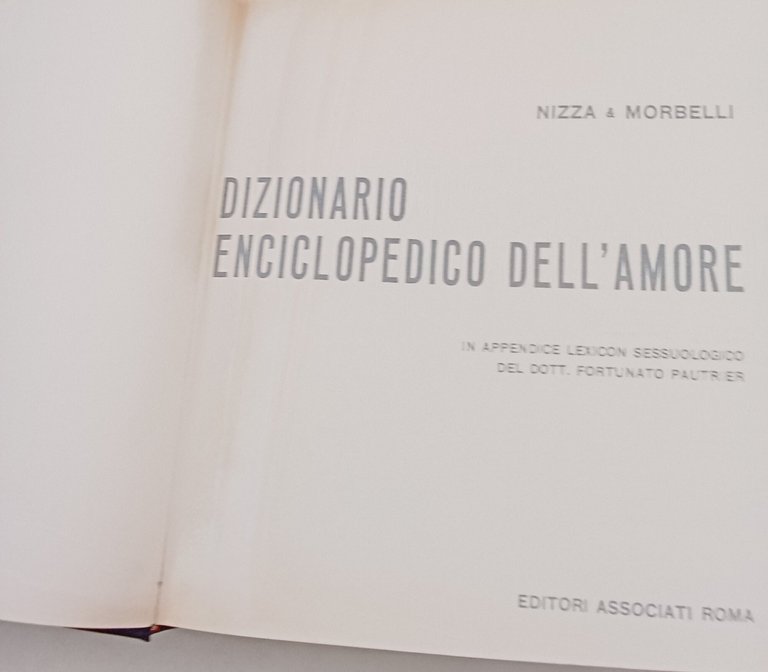 NIZZA & MORBELLI
DIZIONARIO
ENCICLOPEDICO DELL'AMORE
IN APPENDICE LEXICON SESSUOLOGICO
DEL DOTT. FORTUNATO PAUTRIER
EDITORI ASSOCIATI ROMA